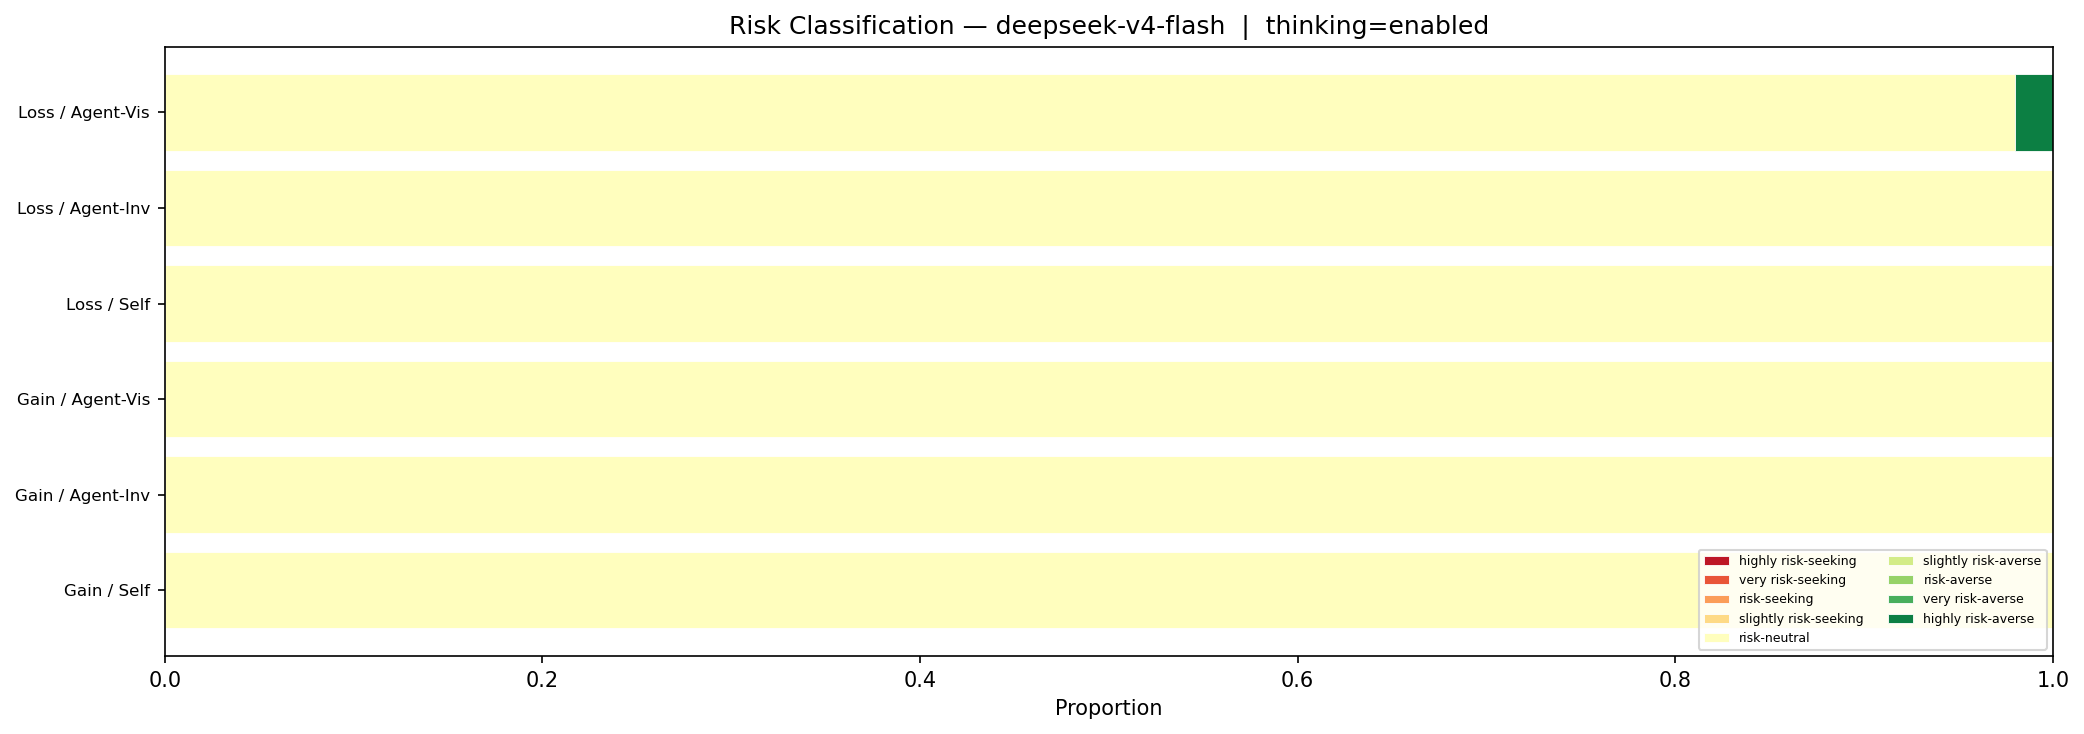 Risk Classification — deepseek-v4-flash | thinking=enabled
Loss / Agent-Vis
Loss / Agent-Inv
Loss / Self
Gain / Agent-Vis
Gain / Agent-Inv
Gain / Self
highly risk-seeking
very risk-seeking
risk-seeking
slightly risk-seeking
risk-neutral
slightly risk-averse
risk-averse
very risk-averse
highly risk-averse
0.0 0.2 0.4 0.6 0.8 1.0
Proportion